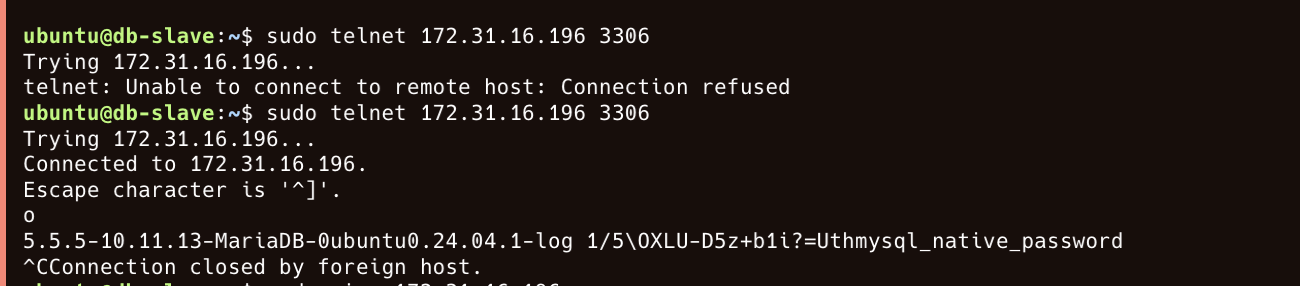 ubuntu@db-slave:~$ sudo telnet 172.31.16.196 3306
Trying 172.31.16.196...
telnet: Unable to connect to remote host: Connection refused
ubuntu@db-slave:~$ sudo telnet 172.31.16.196 3306
Trying 172.31.16.196...
Connected to 172.31.16.196.
Escape character is '^]'.
o
5.5.5-10.11.13-MariaDB-0ubuntu0.24.04.1-log 1/5\OXLU-D5z+b1i?=Uthmysql_native_password
^CConnection closed by foreign host.